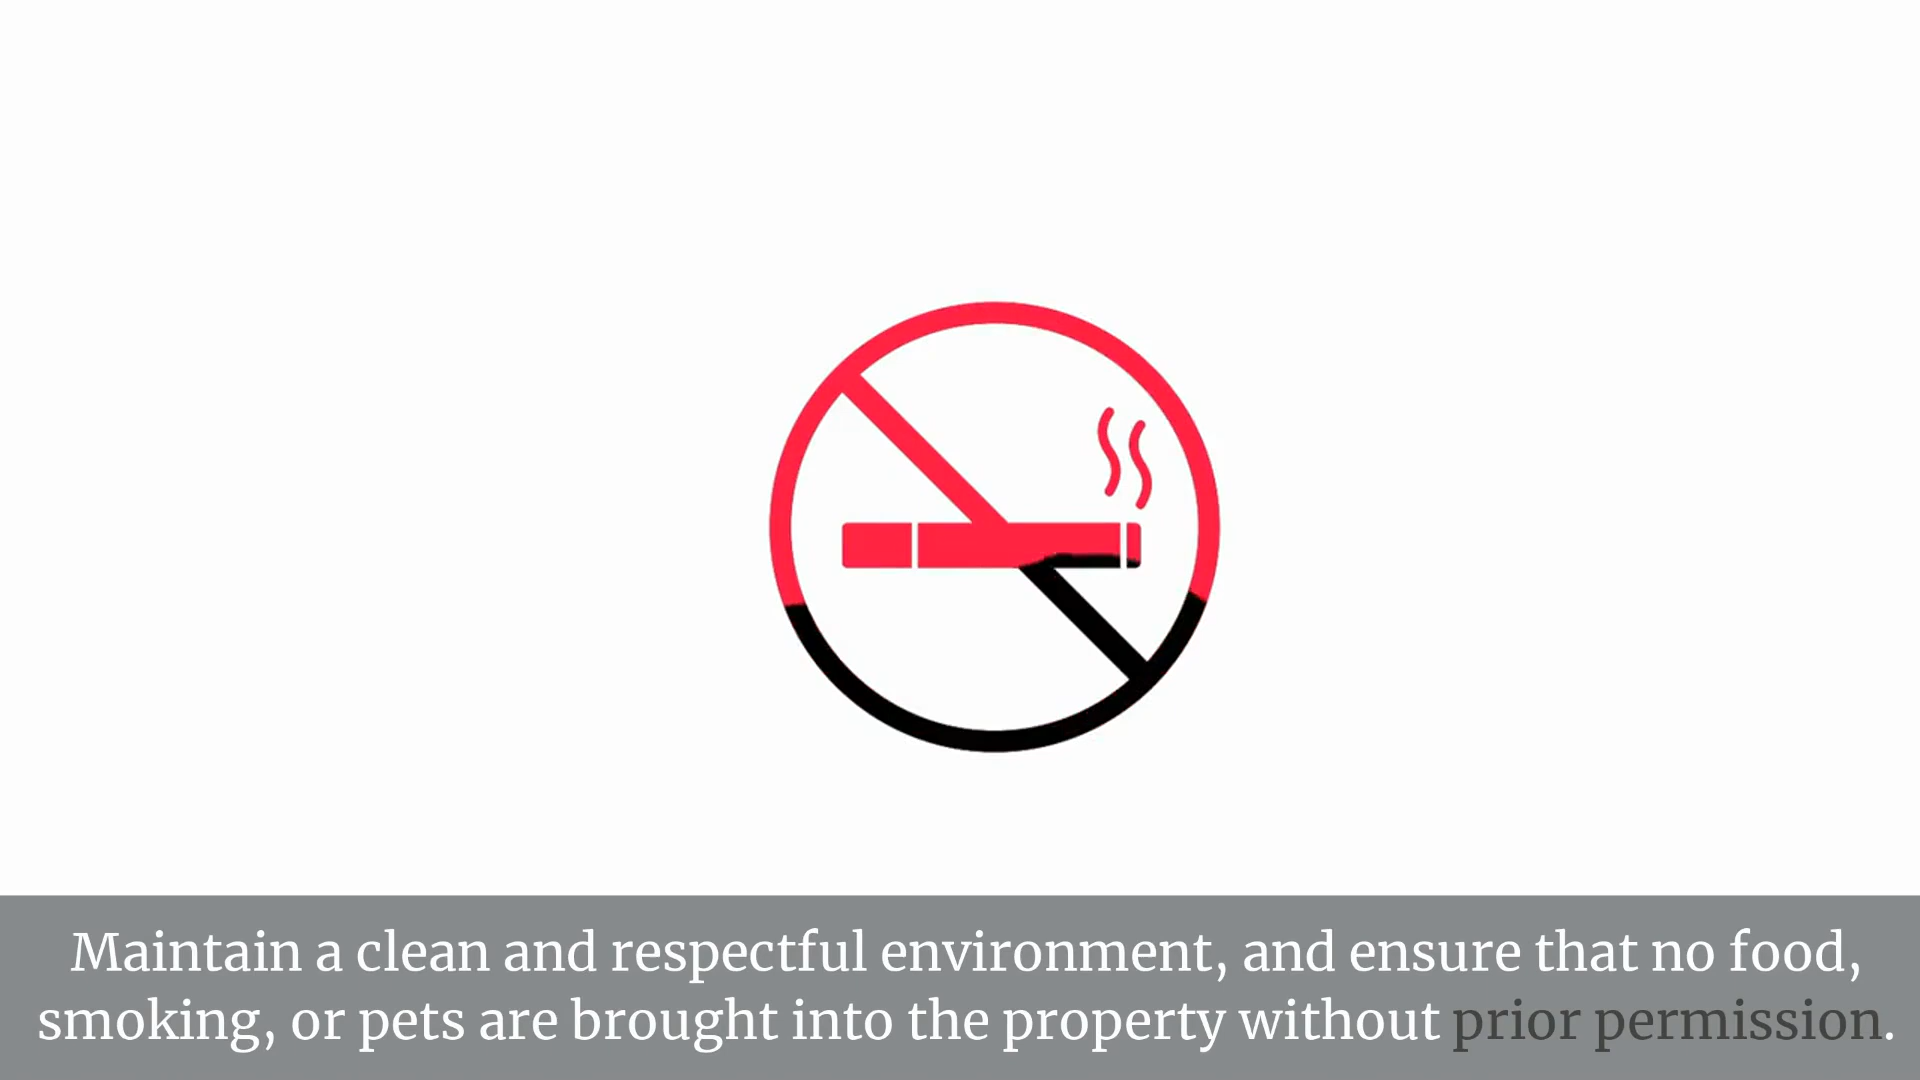 Maintain a clean and respectful environment, and ensure that no food,
smoking, or pets are brought into the property without prior permission.